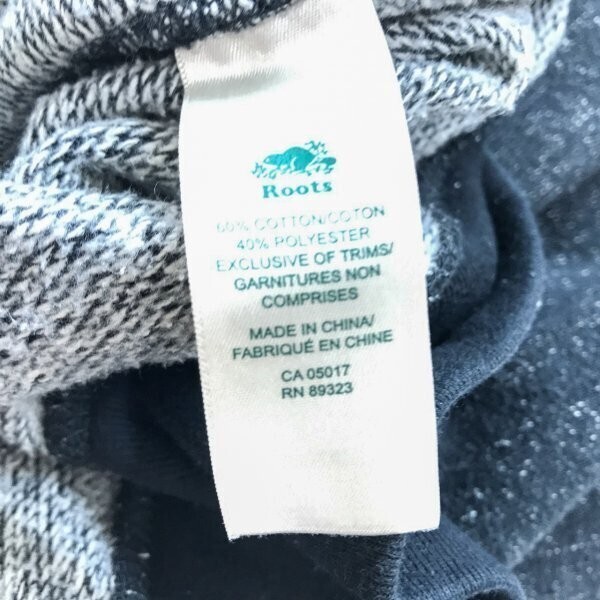 Roots
60% COTTON/COTON
40% POLYESTER
EXCLUSIVE OF TRIMS/
GARNITURES NON
COMPRISES
MADE IN CHINA/
FABRIQUÉ EN CHINE
CA 05017
RN 89323